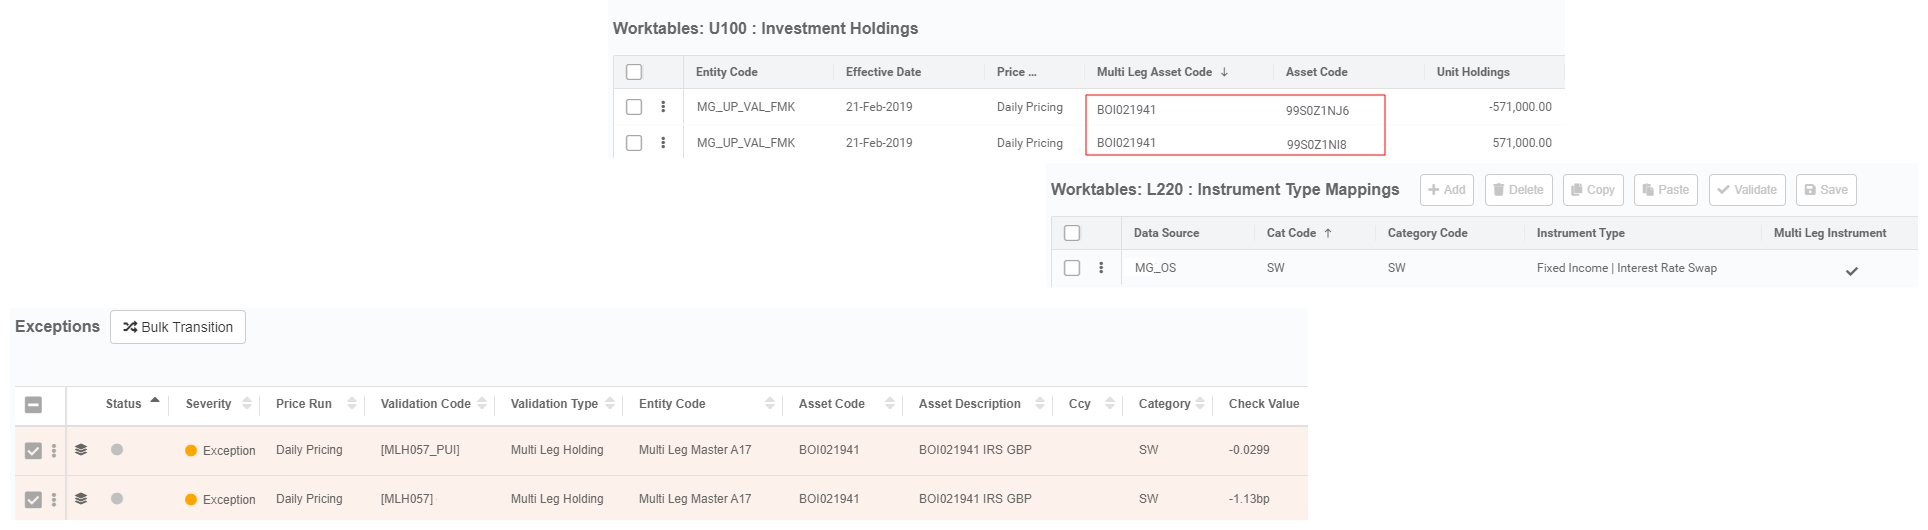 Worktables: U100 : Investment Holdings
Entity Code Effective Date Price ... Multi Leg Asset Code ↓ Asset Code Unit Holdings
MG_UP_VAL_FMK 21-Feb-2019 Daily Pricing BOI021941 99S0Z1NJ6 -571,000.00
MG_UP_VAL_FMK 21-Feb-2019 Daily Pricing BOI021941 99S0Z1NI8 571,000.00
Worktables: L220 : Instrument Type Mappings Add Delete Copy Paste Validate Save
Data Source Cat Code ↑ Category Code Instrument Type Multi Leg Instrument
MG_OS SW SW Fixed Income | Interest Rate Swap
Exceptions Bulk Transition
Status Severity Price Run Validation Code Validation Type Entity Code Asset Code Asset Description Ccy Category Check Value
Exception Daily Pricing [MLH057_PUI] Multi Leg Holding Multi Leg Master A17 BOI021941 BOI021941 IRS GBP SW -0.0299
Exception Daily Pricing [MLH057] Multi Leg Holding Multi Leg Master A17 BOI021941 BOI021941 IRS GBP SW -1.13bp